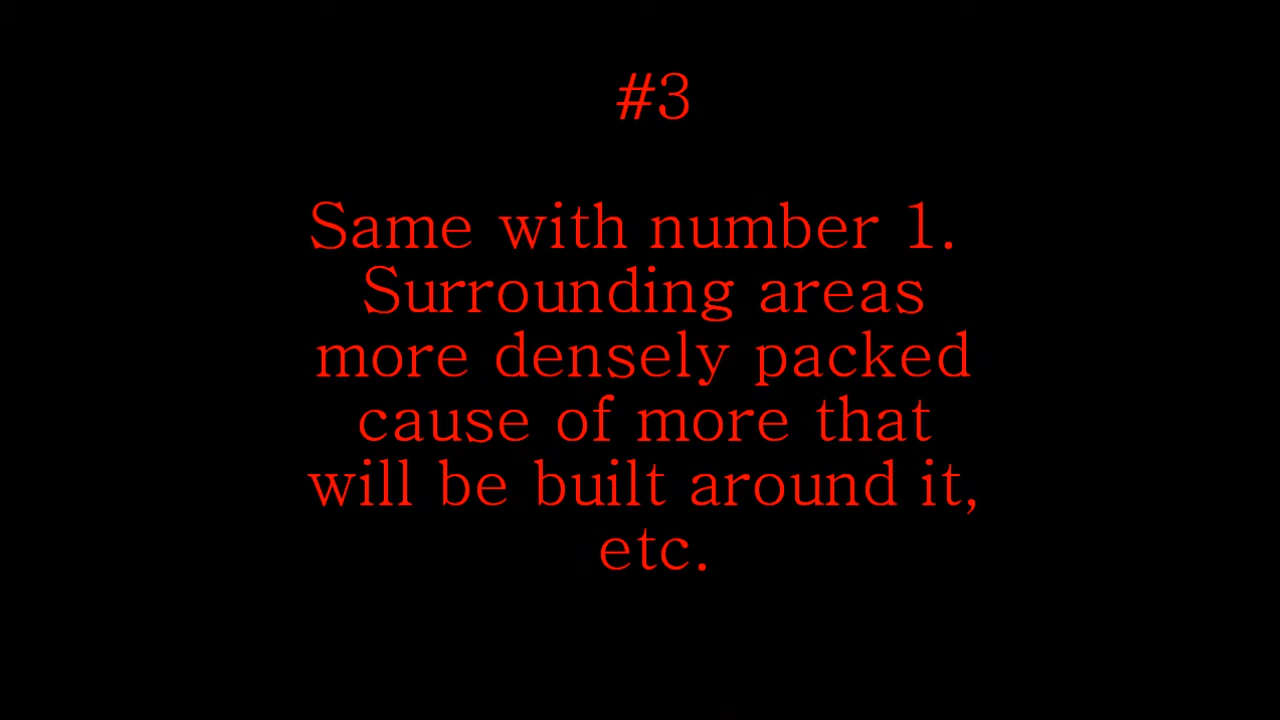 #3
Same with number 1.
Surrounding areas
more densely packed
cause of more that
will be built around it,
etc.